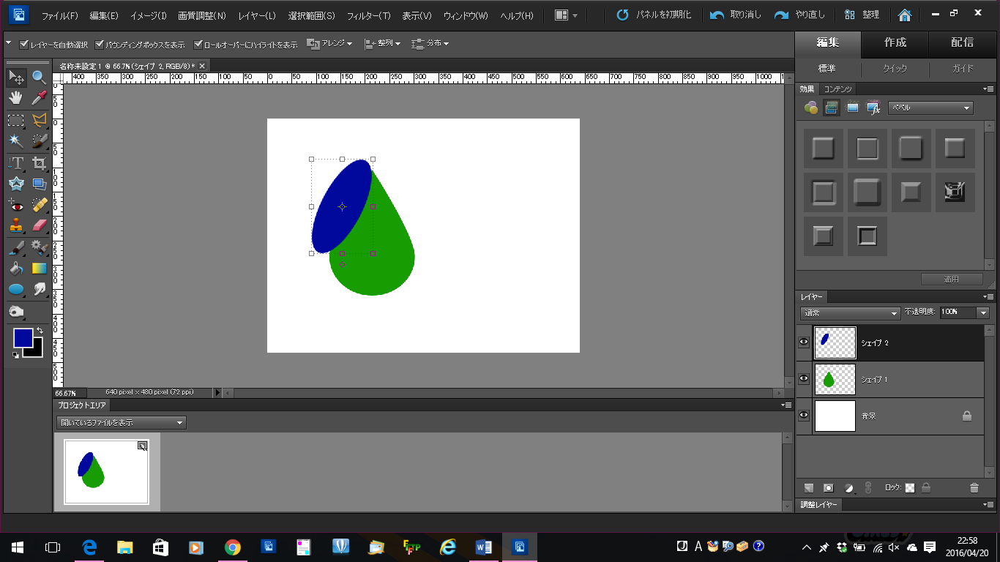 ファイル(F) 編集(E) イメージ(I) 画質調整(N) レイヤー(L) 選択範囲(S) フィルター(T) 表示(V) ウィンドウ(W) ヘルプ(H) パネルを初期化 取り消し やり直し 整理
レイヤーを自動選択 バウンディングボックスを表示 ロールオーバーにハイライトを表示 アレンジ 整列 分布
編集 作成 配信
標準 クイック ガイド
名称未設定 1 @ 66.7% (シェイプ 2, RGB/8) *
400 350 300 250 200 150 100 50 0 50 100 150 200 250 300 350 400 450 500 550 600 650 700 750 800 850 900 950 1000
0 50 100 150 200 250 300 350 400 450 500
効果 コンテンツ
ベベル
適用
レイヤー
通常 不透明度: 100%
シェイプ 2
シェイプ 1
背景
ロック:
調整レイヤー
66.67% 640 pixel x 480 pixel (72 ppi)
プロジェクトエリア
開いているファイルを表示
FFTP
A
22:58
2016/04/20